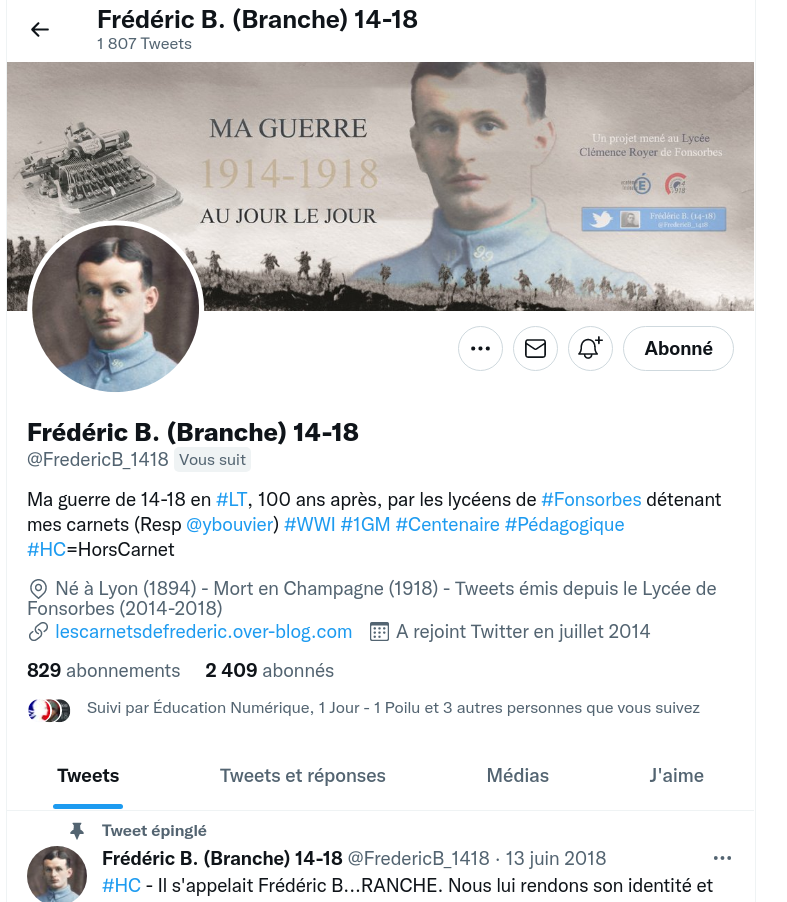 Frédéric B. (Branche) 14-18
1 807 Tweets
MA GUERRE
1914-1918
AU JOUR LE JOUR
Un projet mené au Lycée
Clémence Royer de Fonsorbes
Frédéric B. (14-18)
@FredericB_1418
89
Abonné
Frédéric B. (Branche) 14-18
@FredericB_1418 Vous suit
Ma guerre de 14-18 en #LT, 100 ans après, par les lycéens de #Fonsorbes détenant
mes carnets (Resp @ybouvier) #WWI #1GM #Centenaire #Pédagogique
#HC=HorsCarnet
Né à Lyon (1894) - Mort en Champagne (1918) - Tweets émis depuis le Lycée de
Fonsorbes (2014-2018)
lescarnetsdefrederic.over-blog.com A rejoint Twitter en juillet 2014
829 abonnements 2 409 abonnés
Suivi par Éducation Numérique, 1 Jour - 1 Poilu et 3 autres personnes que vous suivez
Tweets Tweets et réponses Médias J'aime
Tweet épinglé
Frédéric B. (Branche) 14-18 @FredericB_1418 · 13 juin 2018
#HC - Il s'appelait Frédéric B...RANCHE. Nous lui rendons son identité et